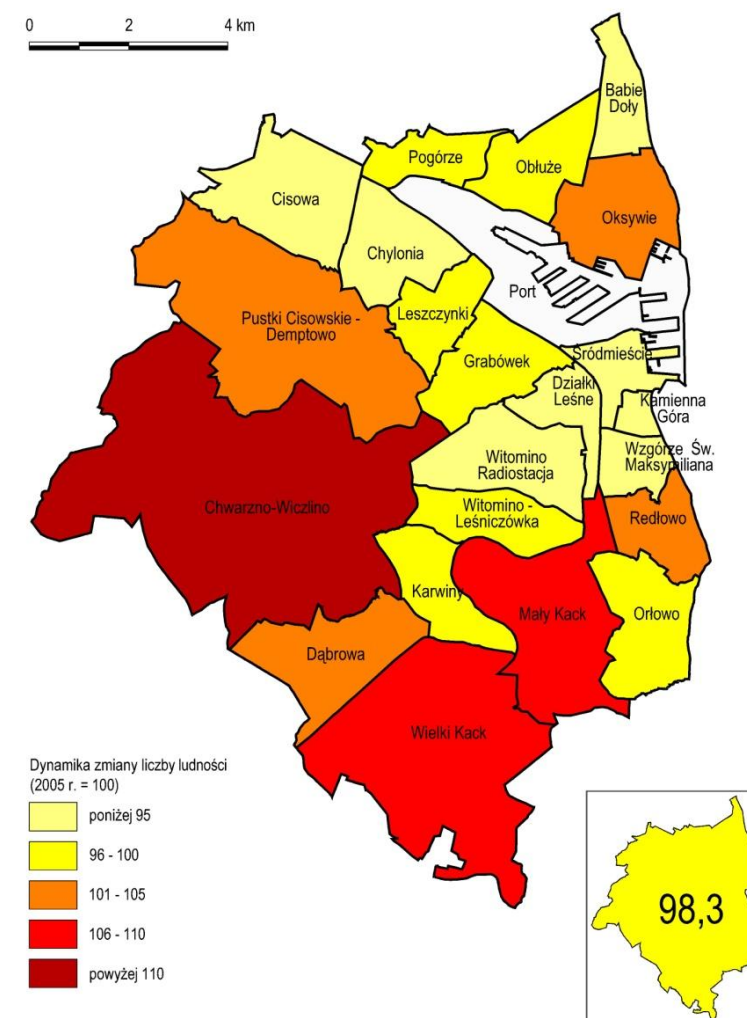 0 2 4 km
Babie
Doły
Pogórze
Obłuże
Cisowa
Oksywie
Chylonia
Port
Leszczynki
Pustki Cisowskie -
Demptowo
Śródmieście
Grabówek
Działki
Leśne
Kamienna
Góra
Wzgórze Św.
Maksymiliana
Witomino
Radiostacja
Chwarzno-Wiczlino
Witomino -
Leśniczówka
Redłowo
Karwiny
Mały Kack
Orłowo
Dąbrowa
Wielki Kack
Dynamika zmiany liczby ludności
(2005 r. = 100)
poniżej 95
96 - 100
101 - 105
106 - 110
powyżej 110
98,3